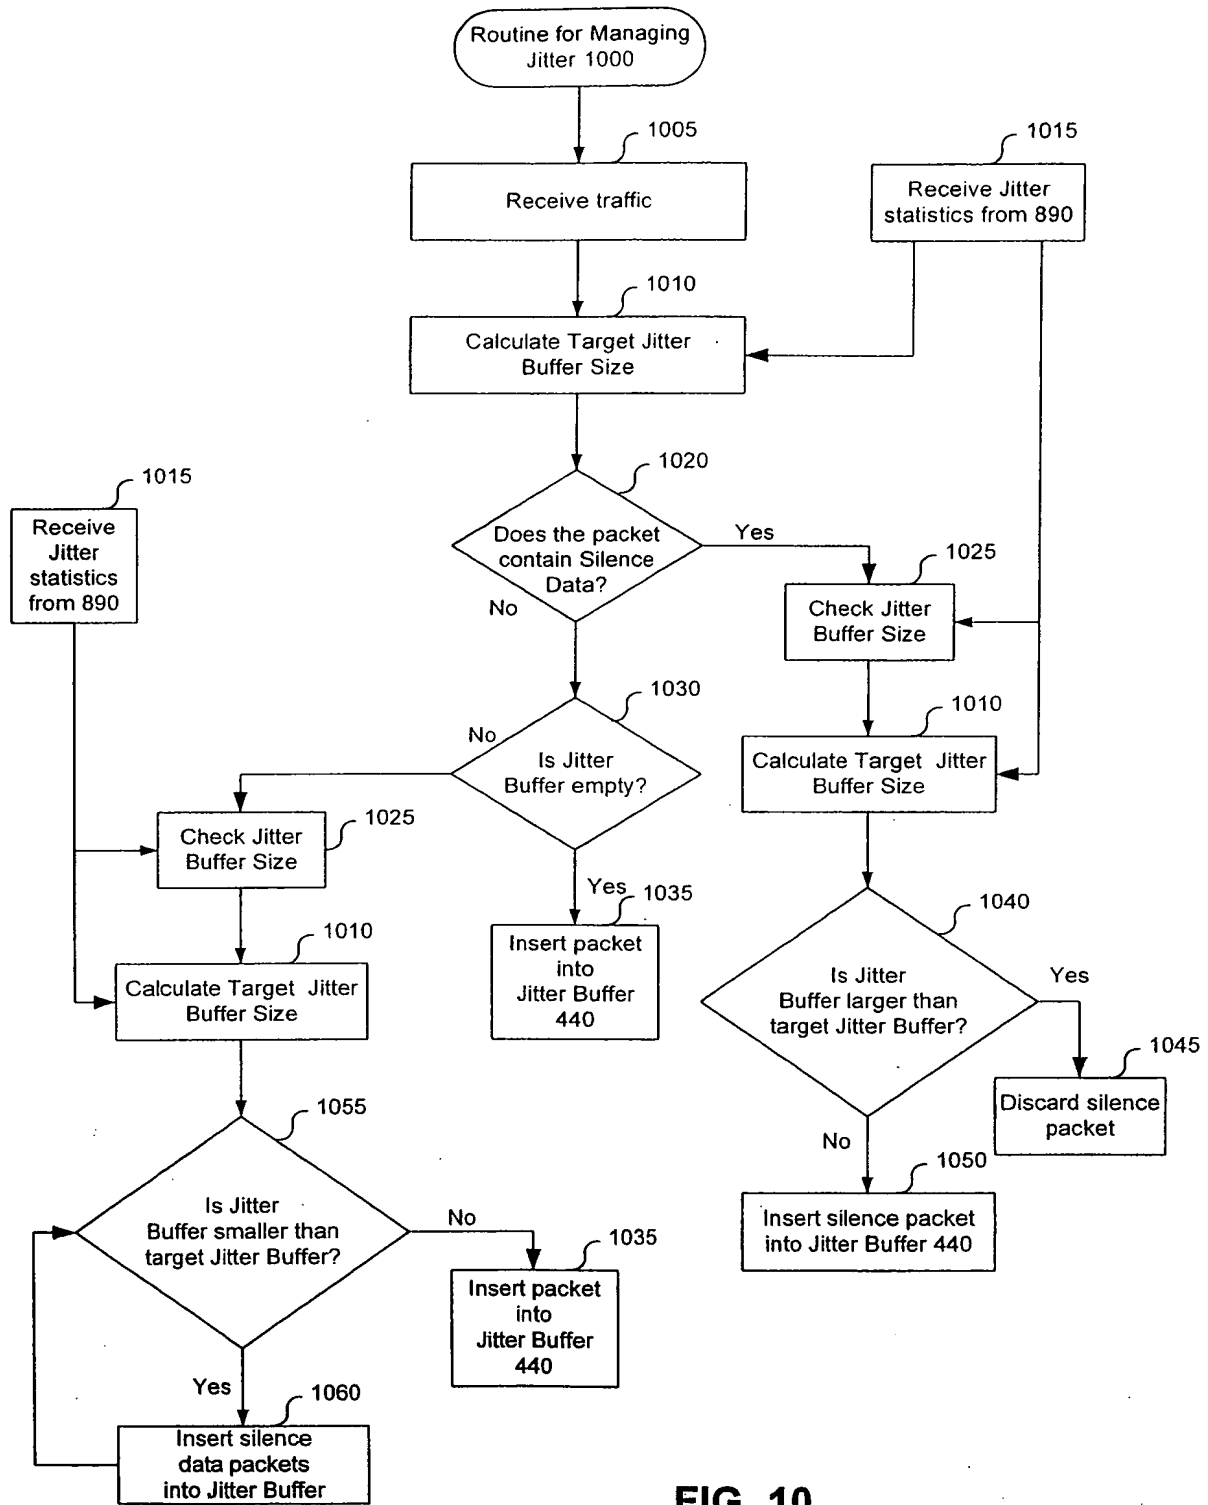 Routine for Managing
Jitter 1000
1005
Receive traffic
1015
Receive Jitter
statistics from 890
1010
Calculate Target Jitter
Buffer Size
1020
Does the packet
contain Silence
Data?
Yes
No
1015
Receive
Jitter
statistics
from 890
1025
Check Jitter
Buffer Size
1030
Is Jitter
Buffer empty?
No
Yes
1010
Calculate Target Jitter
Buffer Size
1025
Check Jitter
Buffer Size
1035
Insert packet
into
Jitter Buffer
440
1040
Is Jitter
Buffer larger than
target Jitter Buffer?
Yes
No
1010
Calculate Target Jitter
Buffer Size
1045
Discard silence
packet
1050
Insert silence packet
into Jitter Buffer 440
1055
Is Jitter
Buffer smaller than
target Jitter Buffer?
No
Yes
1035
Insert packet
into
Jitter Buffer
440
1060
Insert silence
data packets
into Jitter Buffer
FIG. 10